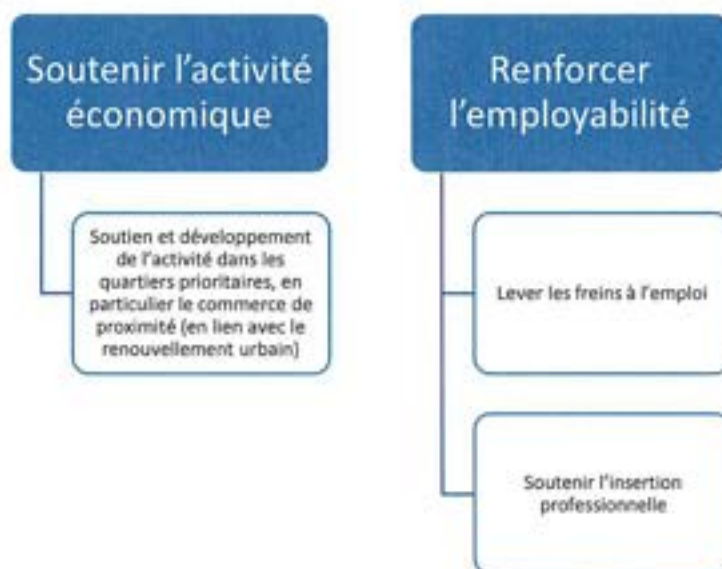 Soutenir l'activité
économique
Soutien et développement
de l'activité dans les
quartiers prioritaires, en
particulier le commerce de
proximité (en lien avec le
renouvellement urbain)
Renforcer
l'employabilité
Lever les freins à l'emploi
Soutenir l'insertion
professionnelle